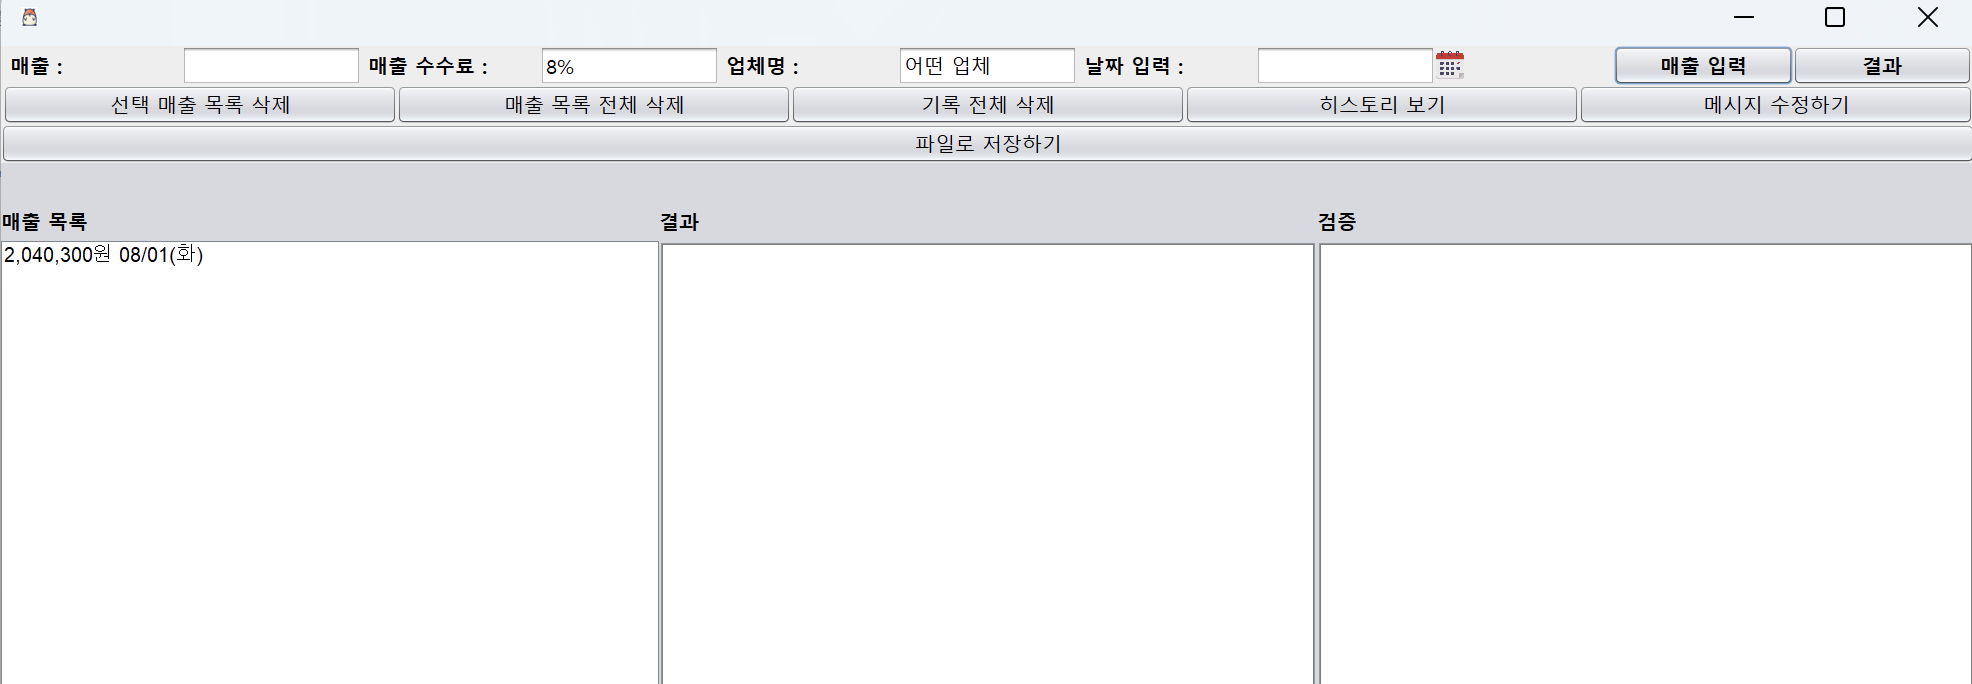 매출 : 매출 수수료 : 8% 업체명 : 어떤 업체 날짜 입력 : 매출 입력 결과
선택 매출 목록 삭제 매출 목록 전체 삭제 기록 전체 삭제 히스토리 보기 메시지 수정하기
파일로 저장하기
매출 목록 결과 검증
2,040,300원 08/01(화)